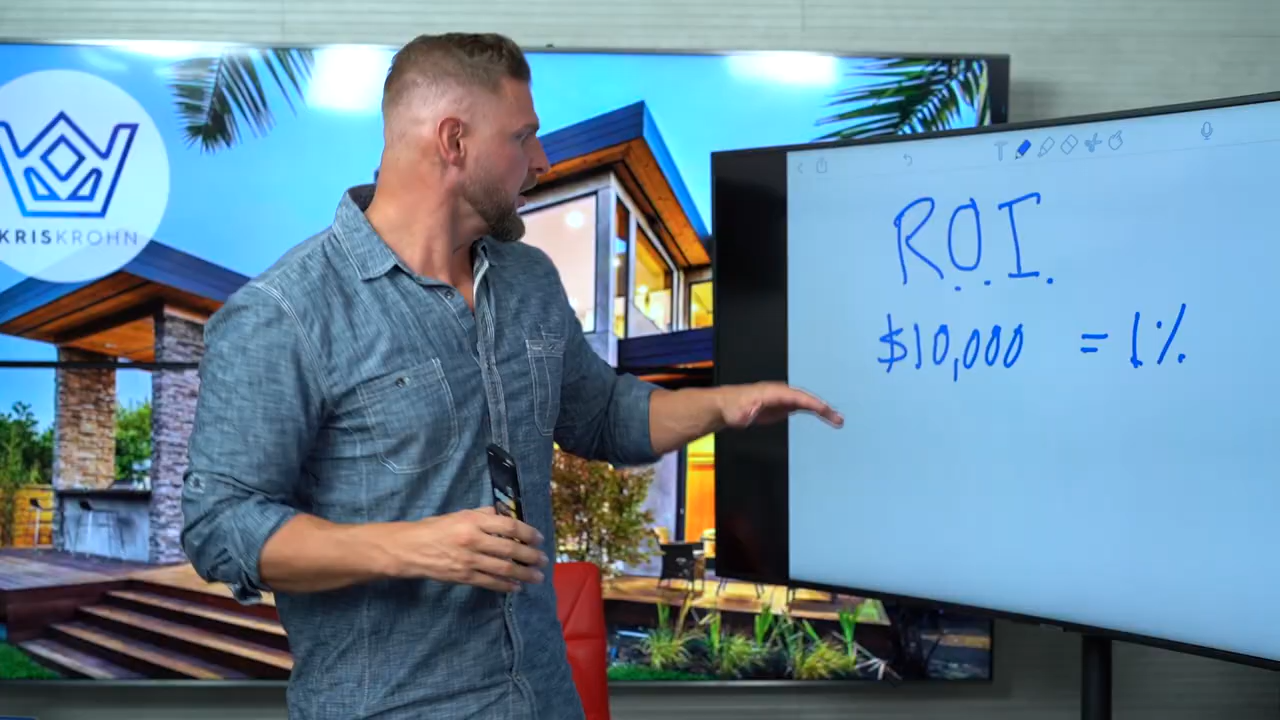 KRISKROHN
R.O.I.
$10,000 = 1%